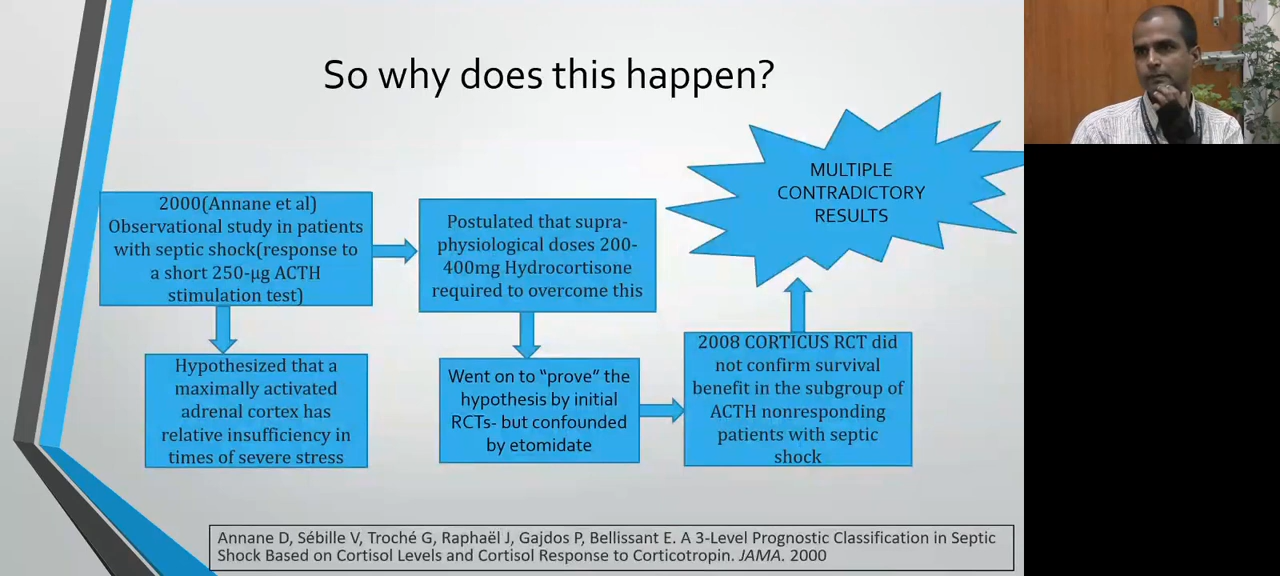 So why does this happen?
2000(Annane et al)
Observational study in patients
with septic shock(response to
a short 250-μg ACTH
stimulation test)
Hypothesized that a
maximally activated
adrenal cortex has
relative insufficiency in
times of severe stress
Postulated that supra-
physiological doses 200-
400mg Hydrocortisone
required to overcome this
Went on to “prove” the
hypothesis by initial
RCTs- but confounded
by etomidate
2008 CORTICUS RCT did
not confirm survival
benefit in the subgroup of
ACTH nonresponding
patients with septic
shock
MULTIPLE
CONTRADICTORY
RESULTS
Annane D, Sébille V, Troché G, Raphaël J, Gajdos P, Bellissant E. A 3-Level Prognostic Classification in Septic
Shock Based on Cortisol Levels and Cortisol Response to Corticotropin. JAMA. 2000